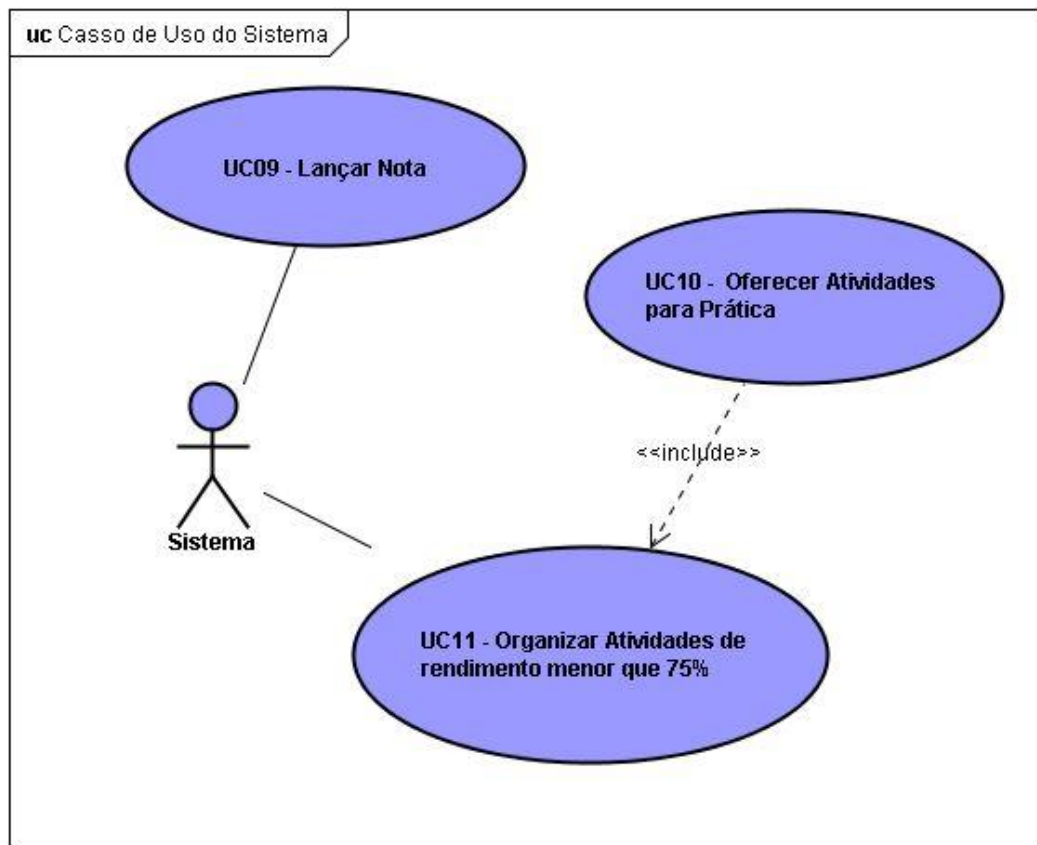 uc Casso de Uso do Sistema
UC09 - Lançar Nota
UC10 - Oferecer Atividades
para Prática
<<include>>
Sistema
UC11 - Organizar Atividades de
rendimento menor que 75%